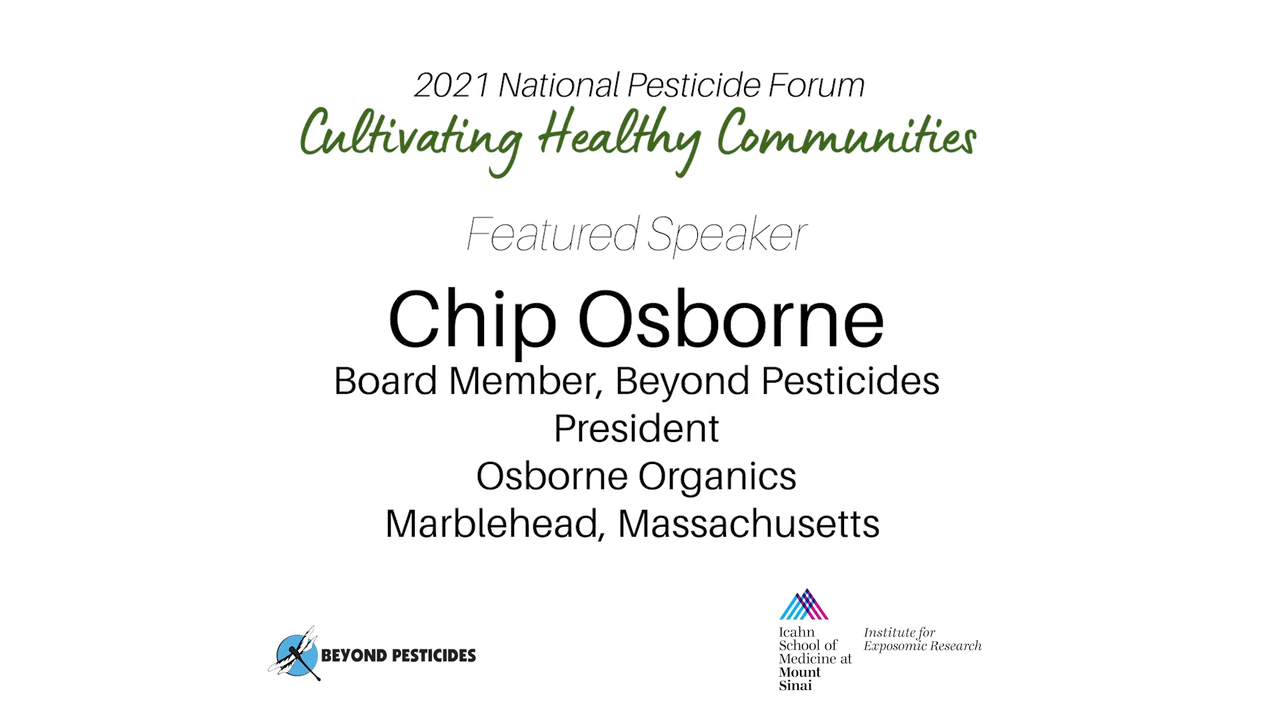 2021 National Pesticide Forum
Cultivating Healthy Communities
Featured Speaker
Chip Osborne
Board Member, Beyond Pesticides
President
Osborne Organics
Marblehead, Massachusetts
BEYOND PESTICIDES
Icahn
School of
Medicine at
Mount
Sinai
Institute for
Exposomic Research